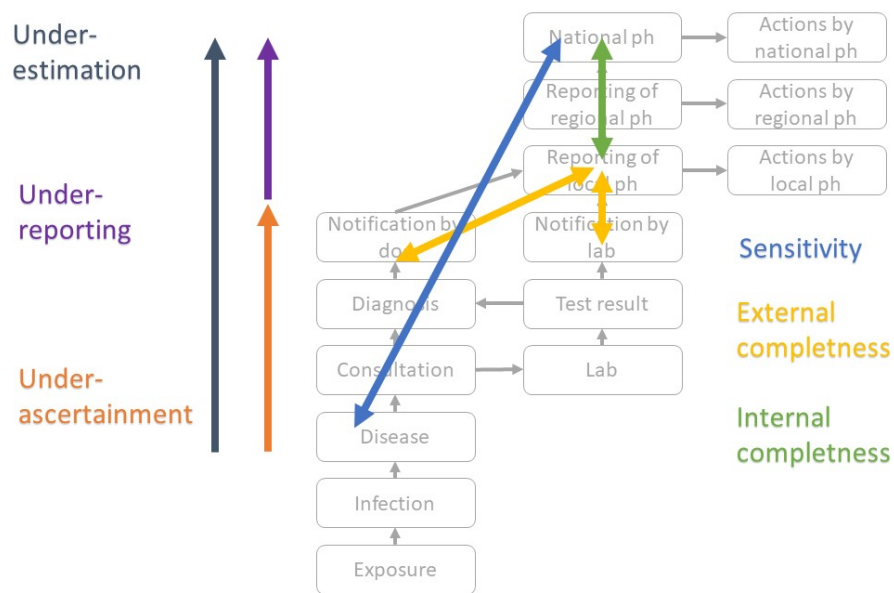 Under-
estimation
National ph
Actions by
national ph
Reporting of
regional ph
Actions by
regional ph
Reporting of
local ph
Actions by
local ph
Under-
reporting
Notification by
doc
Notification by
lab
Sensitivity
Diagnosis
Test result
External
completness
Under-
ascertainment
Consultation
Lab
Internal
completness
Disease
Infection
Exposure